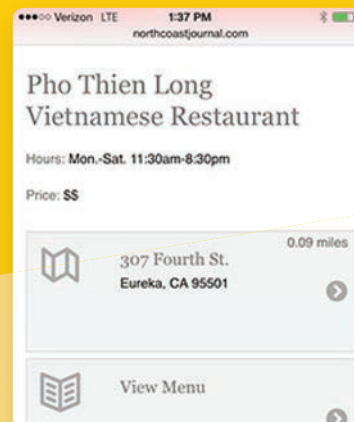 Verizon LTE 1:37 PM
northcoastjournal.com
Pho Thien Long
Vietnamese Restaurant
Hours: Mon.-Sat. 11:30am-8:30pm
Price: $$
0.09 miles
307 Fourth St.
Eureka, CA 95501
View Menu